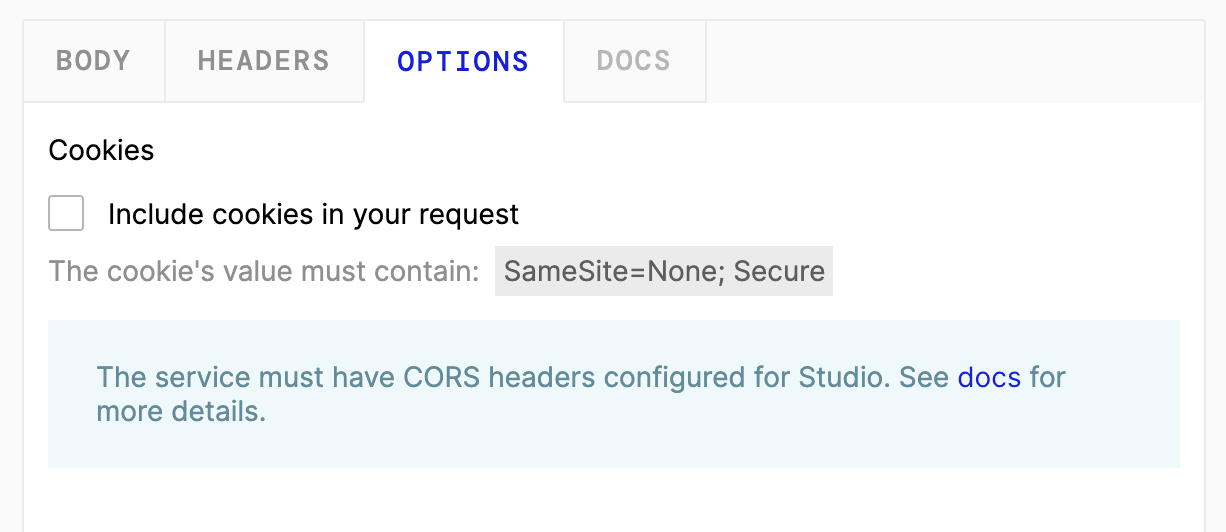 BODY HEADERS OPTIONS DOCS
Cookies
Include cookies in your request
The cookie's value must contain: SameSite=None; Secure
The service must have CORS headers configured for Studio. See docs for
more details.